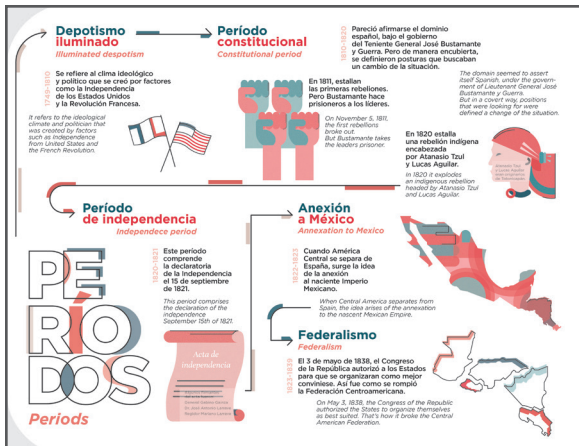 Depotismo
iluminado
Illuminated despotism
1749-1810
Se refiere al clima ideológico
y político que se creó por factores
como la Independencia
de los Estados Unidos
y la Revolución Francesa.
It refers to the ideological
climate and politician that
was created by factors
such as Independence
from United States and
the French Revolution.
Período
constitucional
Constitutional period
En 1811, estallan
las primeras rebeliones.
Pero Bustamante hace
prisioneros a los líderes.
On November 5, 1811,
the first rebellions
broke out.
But Bustamante takes
the leaders prisoner.
1810-1820
Pareció afirmarse el dominio
español, bajo el gobierno
del Teniente General José Bustamante
y Guerra. Pero de manera encubierta,
se definieron posturas que buscaban
un cambio de la situación.
The domain seemed to assert
itself Spanish, under the govern-
ment of Lieutenant General José
Bustamante y Guerra.
But in a covert way, positions
that were looking for were
defined a change of the situation.
En 1820 estalla
una rebelión indígena
encabezada
por Atanasio Tzul
y Lucas Aguilar.
In 1820 it explodes
an indigenous rebellion
headed by Atanasio Tzul
and Lucas Aguilar.
Período
de independencia
Independece period
1820-1821
Este período
comprende
la declaratoria
de la Independencia
el 15 de septiembre
de 1821.
This period comprises
the declaration of the
independence
September 15th of 1821.
Acta de
Independencia
Anexión
a México
Annexation to Mexico
1822-1823
Cuando América
Central se separa de
España, surge la idea
de la anexión
al naciente Imperio
Mexicano.
When Central America separates from
Spain, the idea arises of the annexation
to the nascent Mexican Empire.
Federalismo
Federalism
1823-1839
El 3 de mayo de 1838, el Congreso
de la República autorizó a los Estados
para que se organizaran como mejor
conviniese. Así fue como se rompió
la Federación Centroamericana.
On May 3, 1838, the Congress of the Republic
authorized the States to organize themselves
as best suited. That's how it broke the Central
American Federation.
PE
RÍO
DOS
Periods